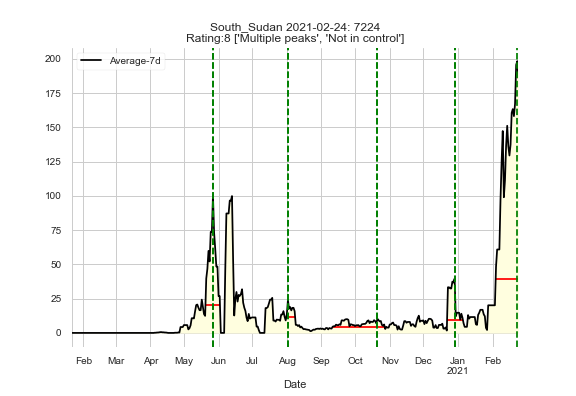 South_Sudan 2021-02-24: 7224
Rating:8 ['Multiple peaks', 'Not in control']
Average-7d
200
175
150
125
100
75
50
25
0
Feb Mar Apr May Jun Jul Aug Sep Oct Nov Dec Jan Feb
2021
Date